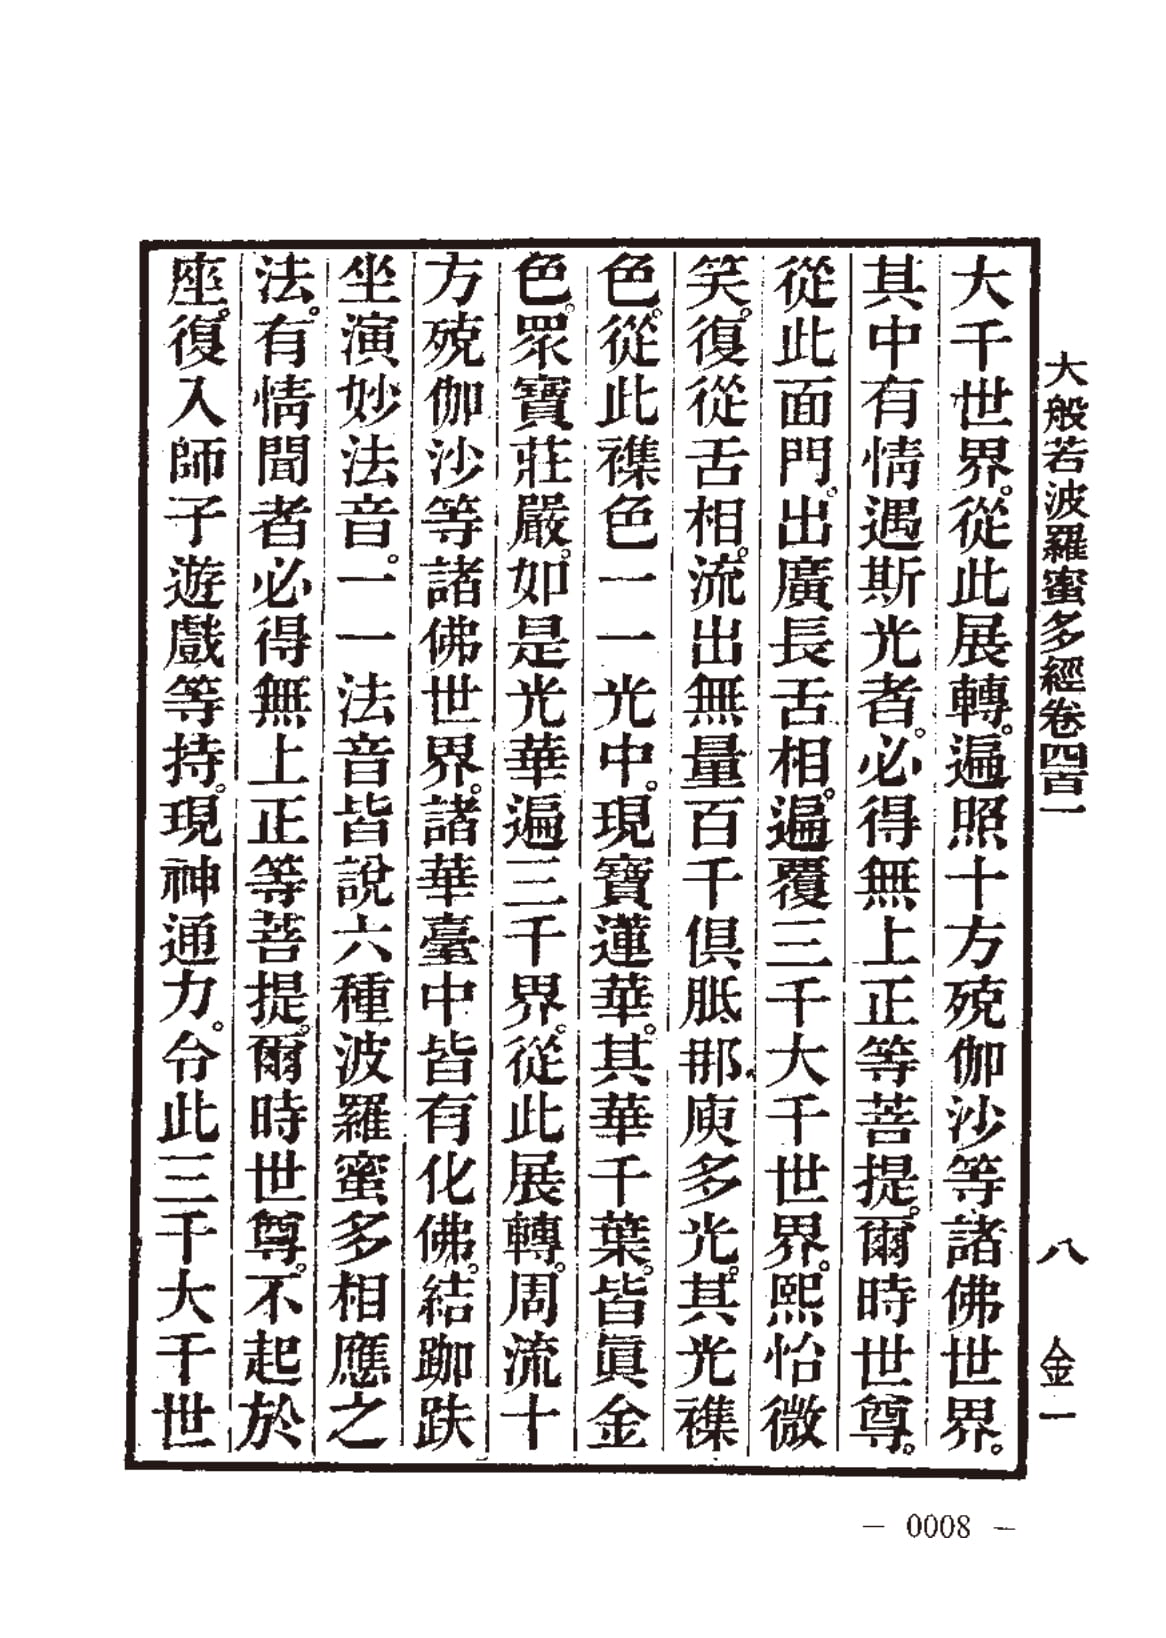 大般若波羅蜜多經卷四百一　八　金一
大千世界。從此展轉。遍照十方殑伽沙等諸佛世界。
其中有情遇斯光者。必得無上正等菩提。爾時世尊。
從此面門。出廣長舌相。遍覆三千大千世界。熙怡微
笑。復從舌相。流出無量百千俱胝那庾多光。其光襍
色。從此襍色一一光中。現寶蓮華。其華千葉。皆眞金
色。眾寶莊嚴。如是光華遍三千界。從此展轉。周流十
方殑伽沙等諸佛世界。諸華臺中皆有化佛。結跏趺
坐演妙法音。一一法音皆說六種波羅蜜多相應之
法。有情聞者必得無上正等菩提。爾時世尊。不起於
座。復入師子遊戲等持。現神通力。令此三千大千世
— 0008 —